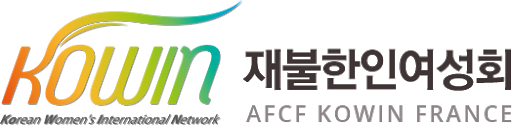 KOWIN
Korean Women's International Network
재불한인여성회
AFCF KOWIN FRANCE